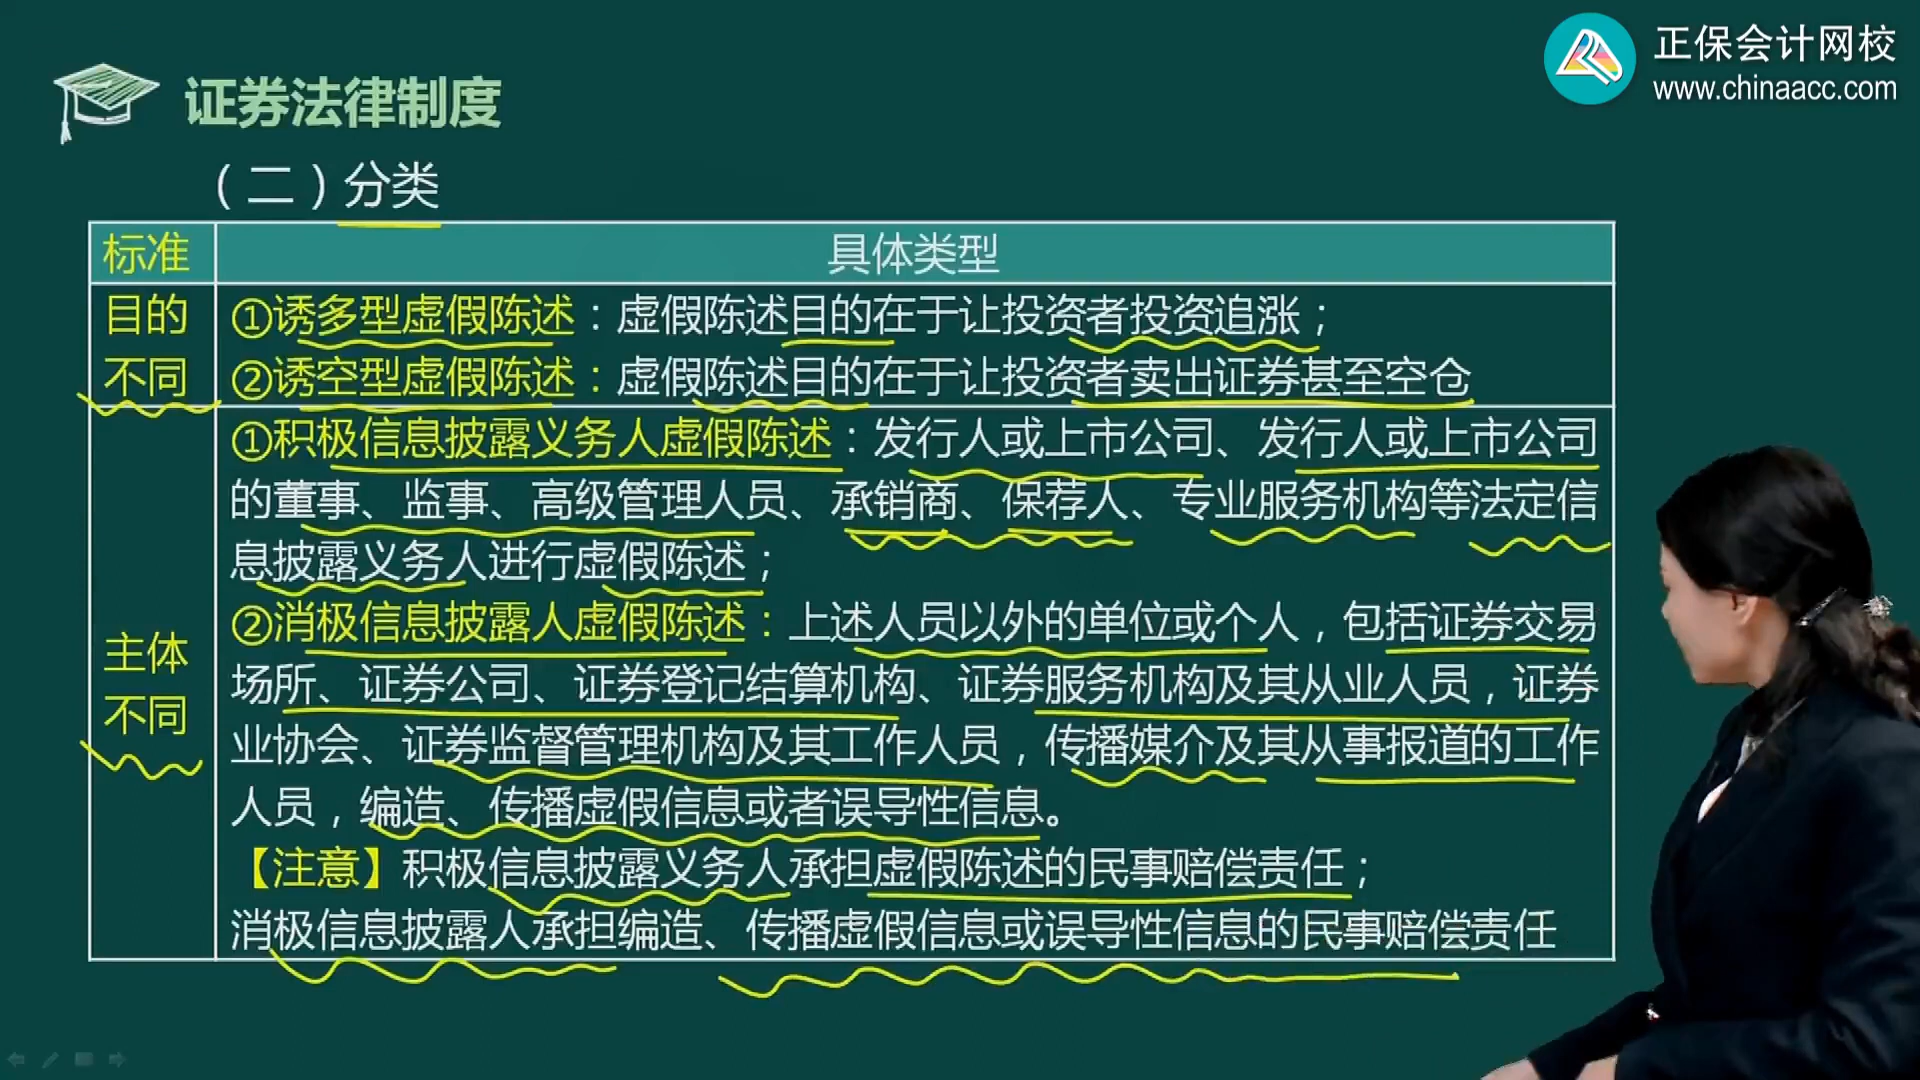 正保会计网校
www.chinaacc.com
证券法律制度
（二）分类
标准
具体类型
目的
不同
①诱多型虚假陈述：虚假陈述目的在于让投资者投资追涨；
②诱空型虚假陈述：虚假陈述目的在于让投资者卖出证券甚至空仓
主体
不同
①积极信息披露义务人虚假陈述：发行人或上市公司、发行人或上市公司
的董事、监事、高级管理人员、承销商、保荐人、专业服务机构等法定信
息披露义务人进行虚假陈述；
②消极信息披露人虚假陈述：上述人员以外的单位或个人，包括证券交易
场所、证券公司、证券登记结算机构、证券服务机构及其从业人员，证券
业协会、证券监督管理机构及其工作人员，传播媒介及其从事报道的工作
人员，编造、传播虚假信息或者误导性信息。
【注意】积极信息披露义务人承担虚假陈述的民事赔偿责任；
消极信息披露人承担编造、传播虚假信息或误导性信息的民事赔偿责任